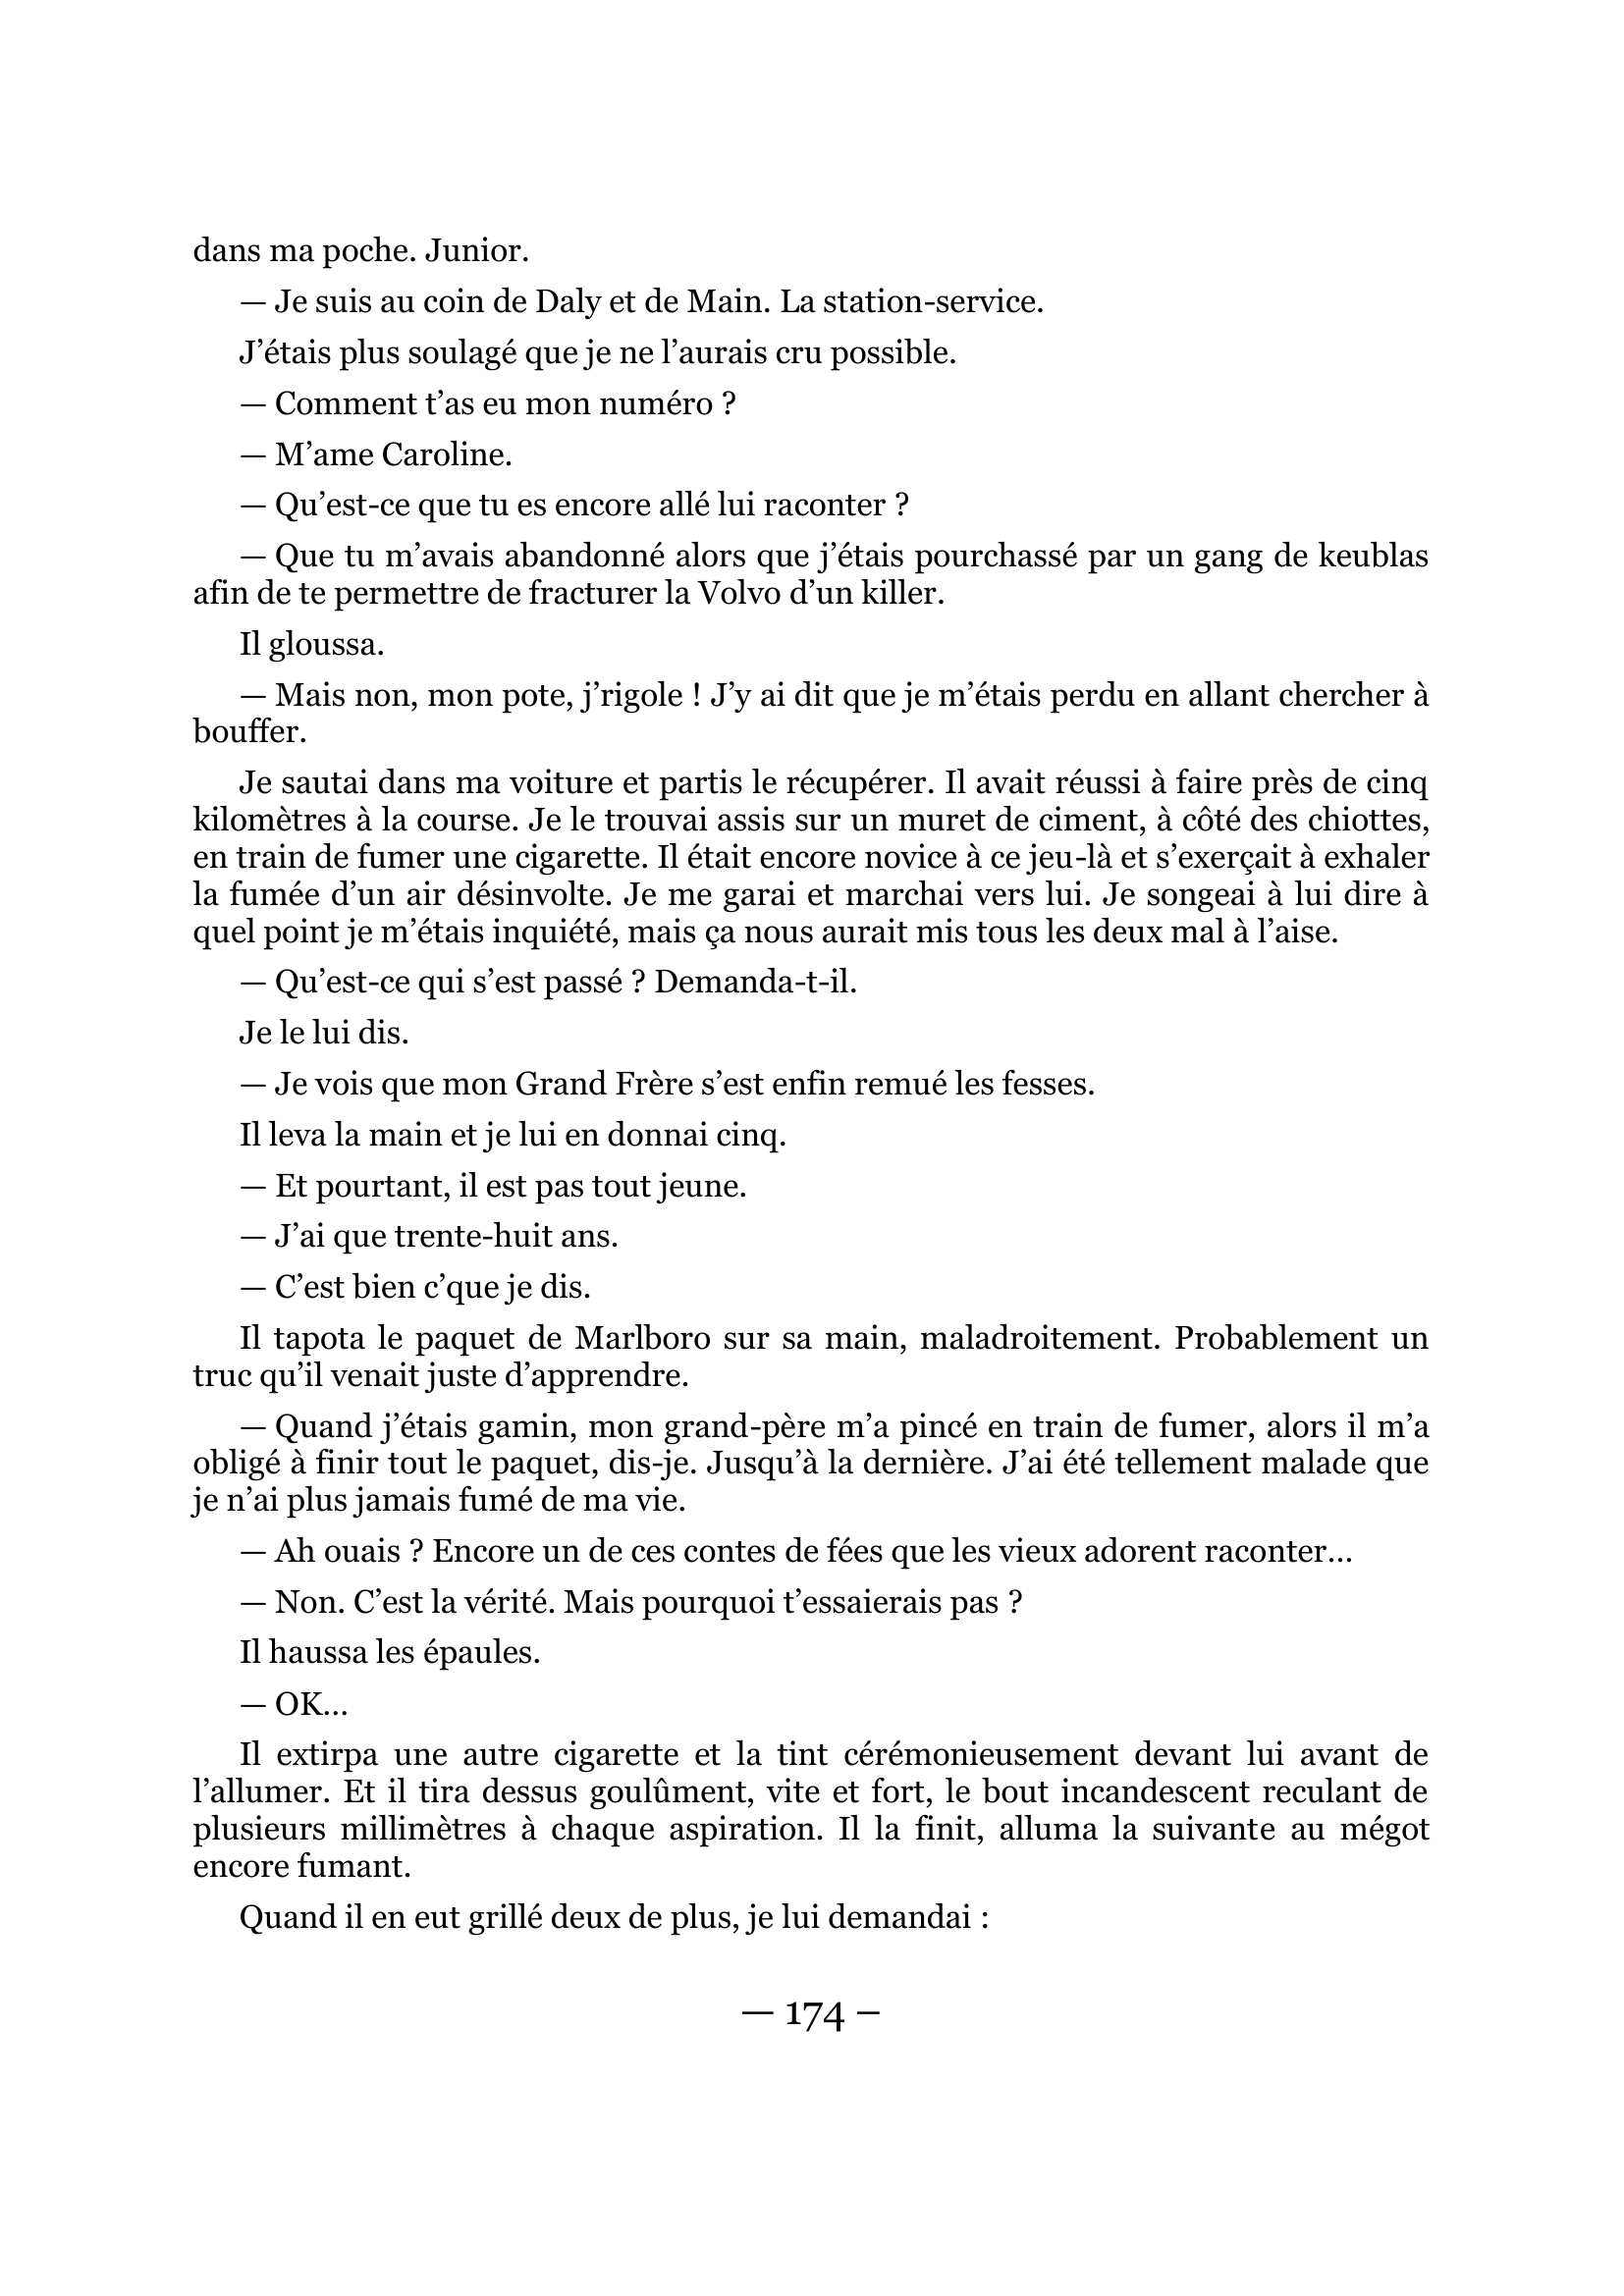 dans ma poche. Junior.
— Je suis au coin de Daly et de Main. La station-service.
J’étais plus soulagé que je ne l’aurais cru possible.
— Comment t’as eu mon numéro ?
— M’ame Caroline.
— Qu’est-ce que tu es encore allé lui raconter ?
— Que tu m’avais abandonné alors que j’étais pourchassé par un gang de keublas
afin de te permettre de fracturer la Volvo d’un killer.
Il gloussa.
— Mais non, mon pote, j’rigole ! J’y ai dit que je m’étais perdu en allant chercher à
bouffer.
Je sautai dans ma voiture et partis le récupérer. Il avait réussi à faire près de cinq
kilomètres à la course. Je le trouvai assis sur un muret de ciment, à côté des chiottes,
en train de fumer une cigarette. Il était encore novice à ce jeu-là et s’exerçait à exhaler
la fumée d’un air désinvolte. Je me garai et marchai vers lui. Je songeai à lui dire à
quel point je m’étais inquiété, mais ça nous aurait mis tous les deux mal à l’aise.
— Qu’est-ce qui s’est passé ? Demanda-t-il.
Je le lui dis.
— Je vois que mon Grand Frère s’est enfin remué les fesses.
Il leva la main et je lui en donnai cinq.
— Et pourtant, il est pas tout jeune.
— J’ai que trente-huit ans.
— C’est bien c’que je dis.
Il tapota le paquet de Marlboro sur sa main, maladroitement. Probablement un
truc qu’il venait juste d’apprendre.
— Quand j’étais gamin, mon grand-père m’a pincé en train de fumer, alors il m’a
obligé à finir tout le paquet, dis-je. Jusqu’à la dernière. J’ai été tellement malade que
je n’ai plus jamais fumé de ma vie.
— Ah ouais ? Encore un de ces contes de fées que les vieux adorent raconter…
— Non. C’est la vérité. Mais pourquoi t’essaierais pas ?
Il haussa les épaules.
— OK…
Il extirpa une autre cigarette et la tint cérémonieusement devant lui avant de
l’allumer. Et il tira dessus goulûment, vite et fort, le bout incandescent reculant de
plusieurs millimètres à chaque aspiration. Il la finit, alluma la suivante au mégot
encore fumant.
Quand il en eut grillé deux de plus, je lui demandai :
— 174 –